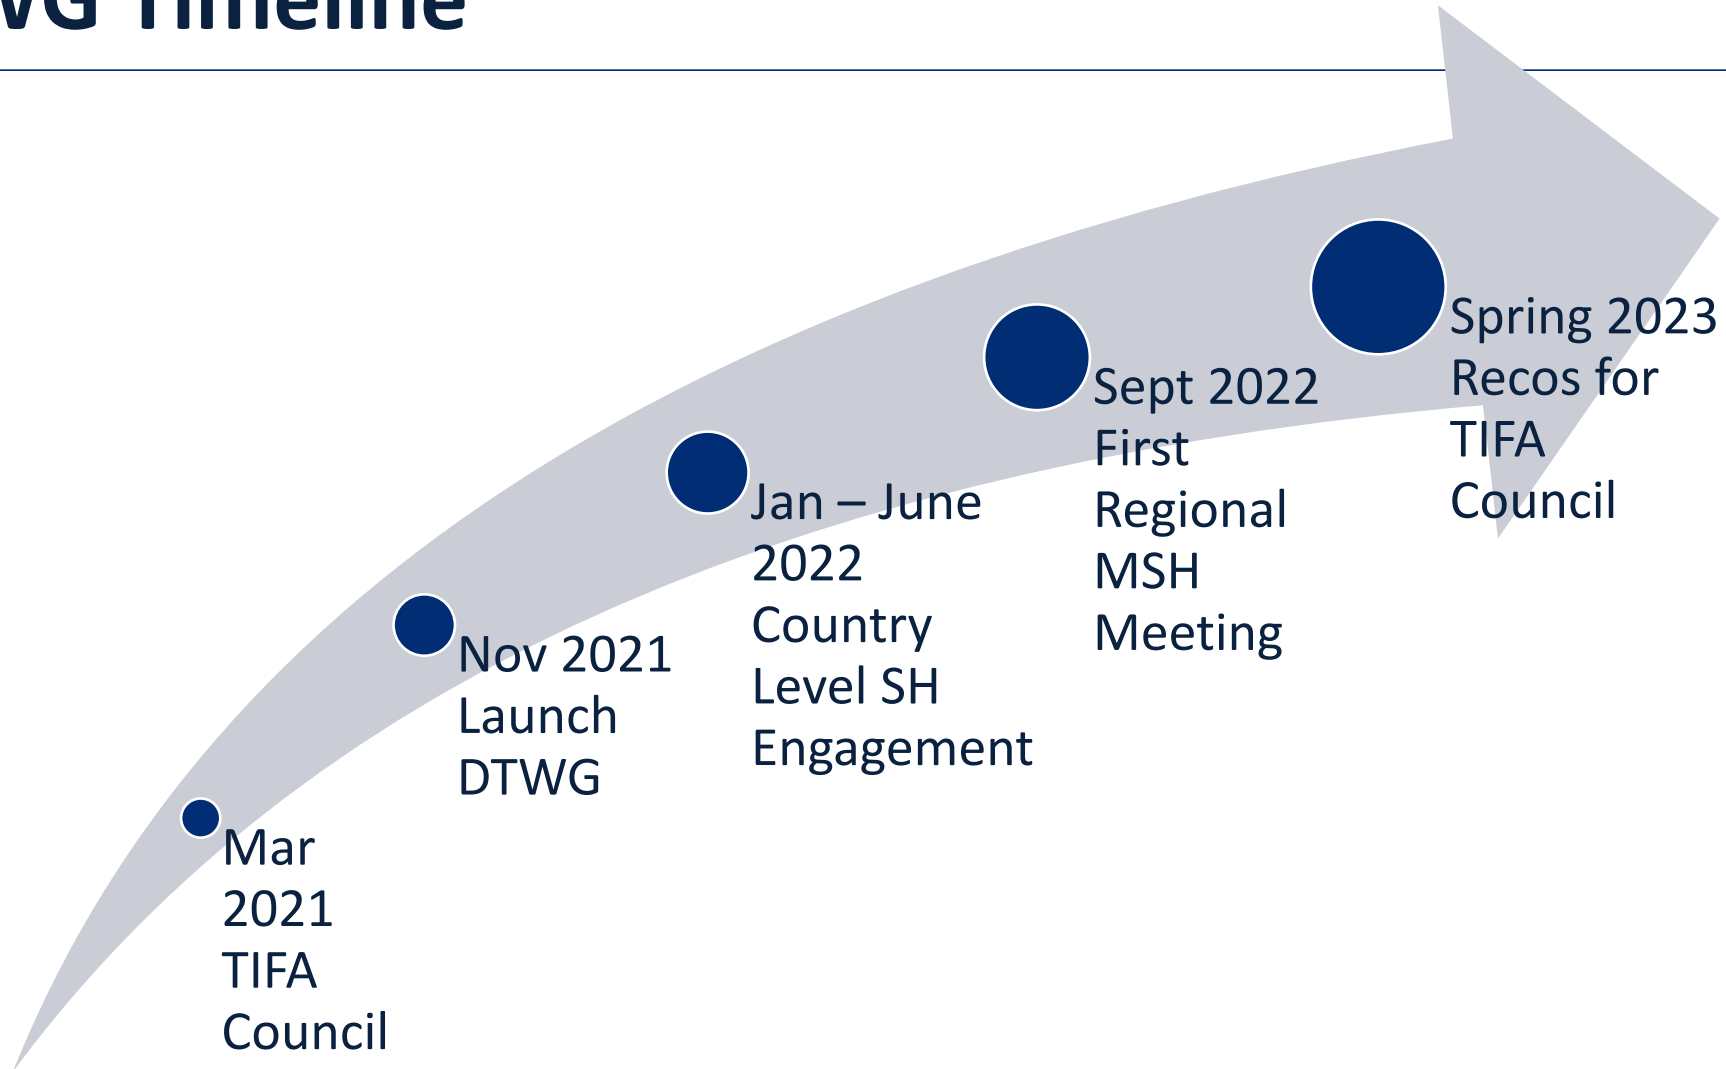 Timeline
Mar
2021
TIFA
Council
Nov 2021
Launch
DTWG
Jan – June
2022
Country
Level SH
Engagement
Sept 2022
First
Regional
MSH
Meeting
Spring 2023
Recos for
TIFA
Council